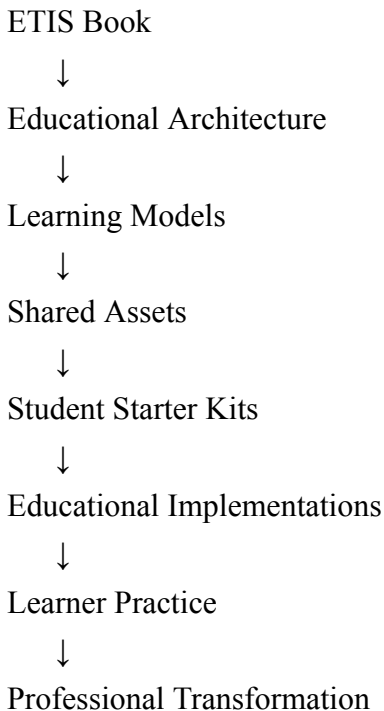 ETIS Book
↓
Educational Architecture
↓
Learning Models
↓
Shared Assets
↓
Student Starter Kits
↓
Educational Implementations
↓
Learner Practice
↓
Professional Transformation